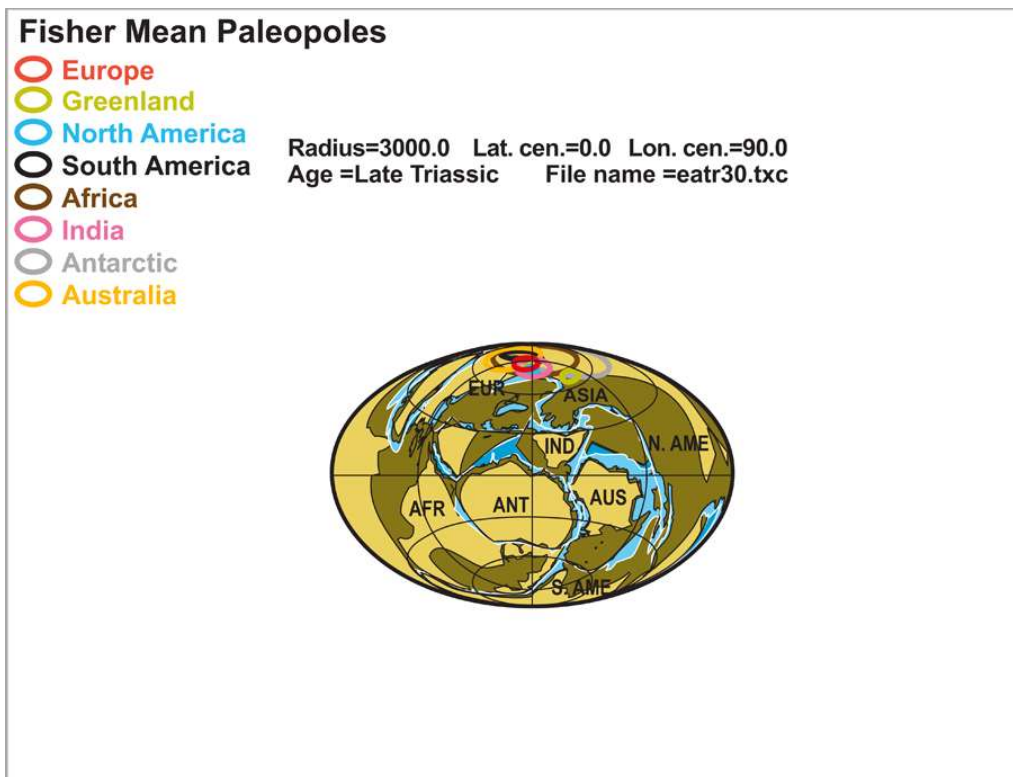 Fisher Mean Paleopoles
Europe
Greenland
North America
South America
Africa
India
Antarctic
Australia
Radius=3000.0 Lat. cen.=0.0 Lon. cen.=90.0
Age =Late Triassic File name =eatr30.txc
EUR
ASIA
IND
N. AME
AFR
ANT
AUS
S. AME